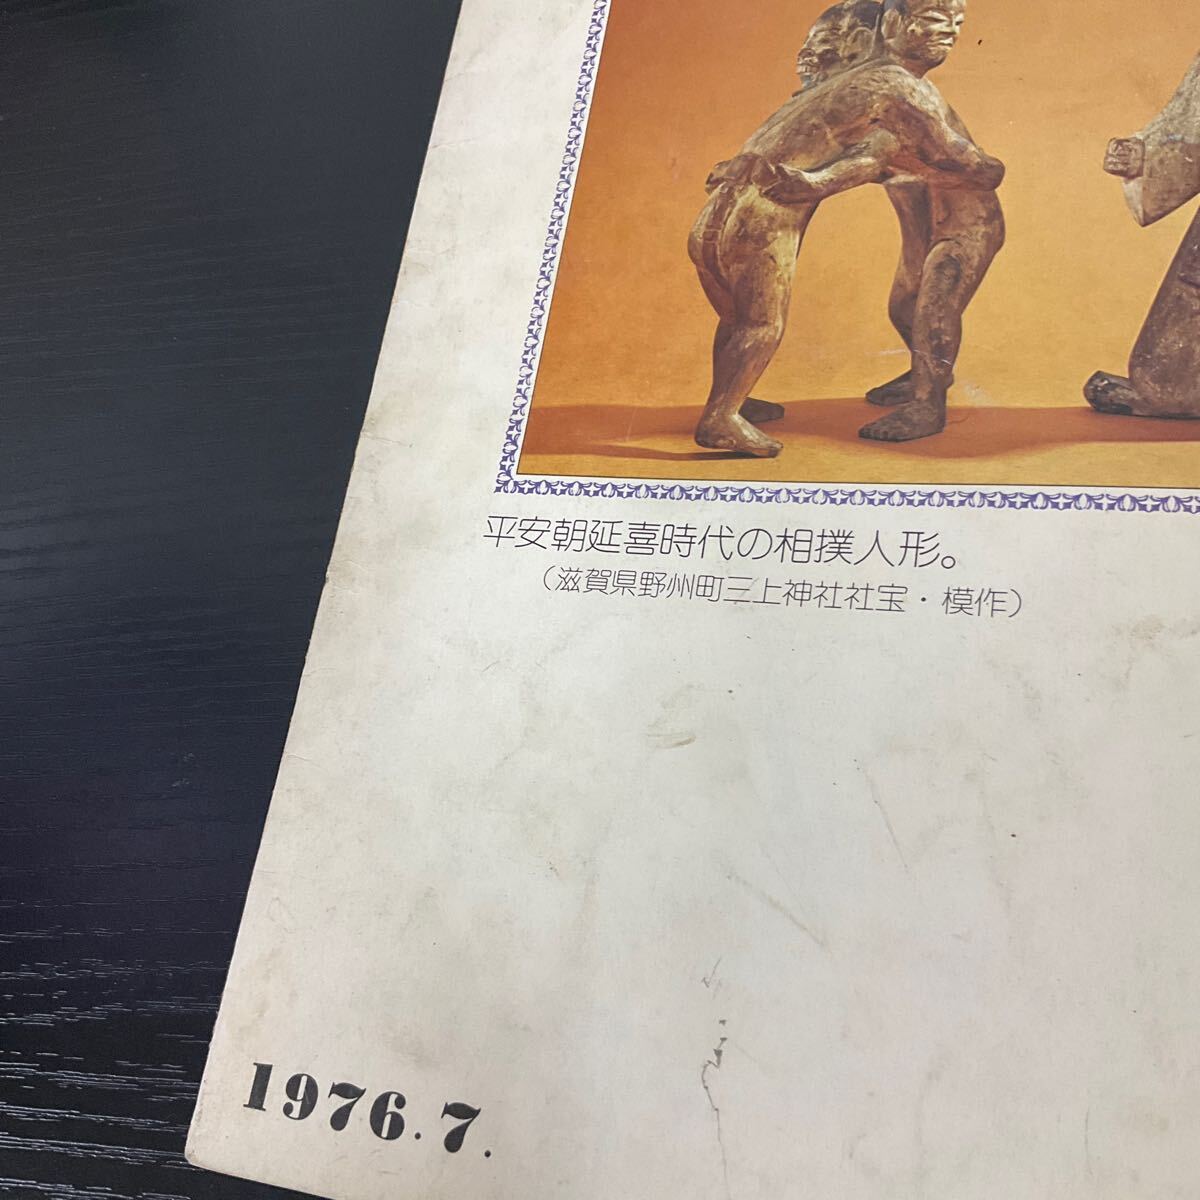 平安朝延喜時代の相撲人形。
（滋賀県野州町三上神社社宝・模作）
1976.7.